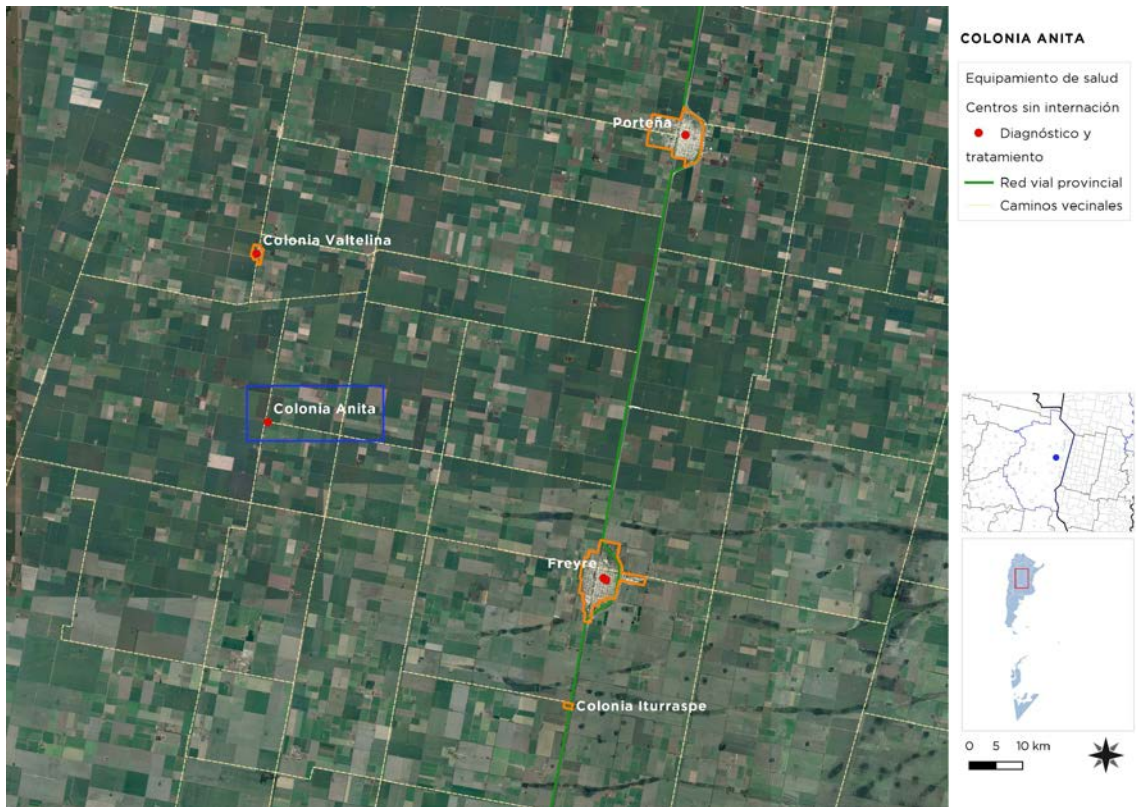 COLONIA ANITA
Equipamiento de salud
Centros sin internación
Diagnóstico y
tratamiento
Red vial provincial
Caminos vecinales
Porteña
Colonia Valtelina
Colonia Anita
Freyre
Colonia Iturraspe
0 5 10 km